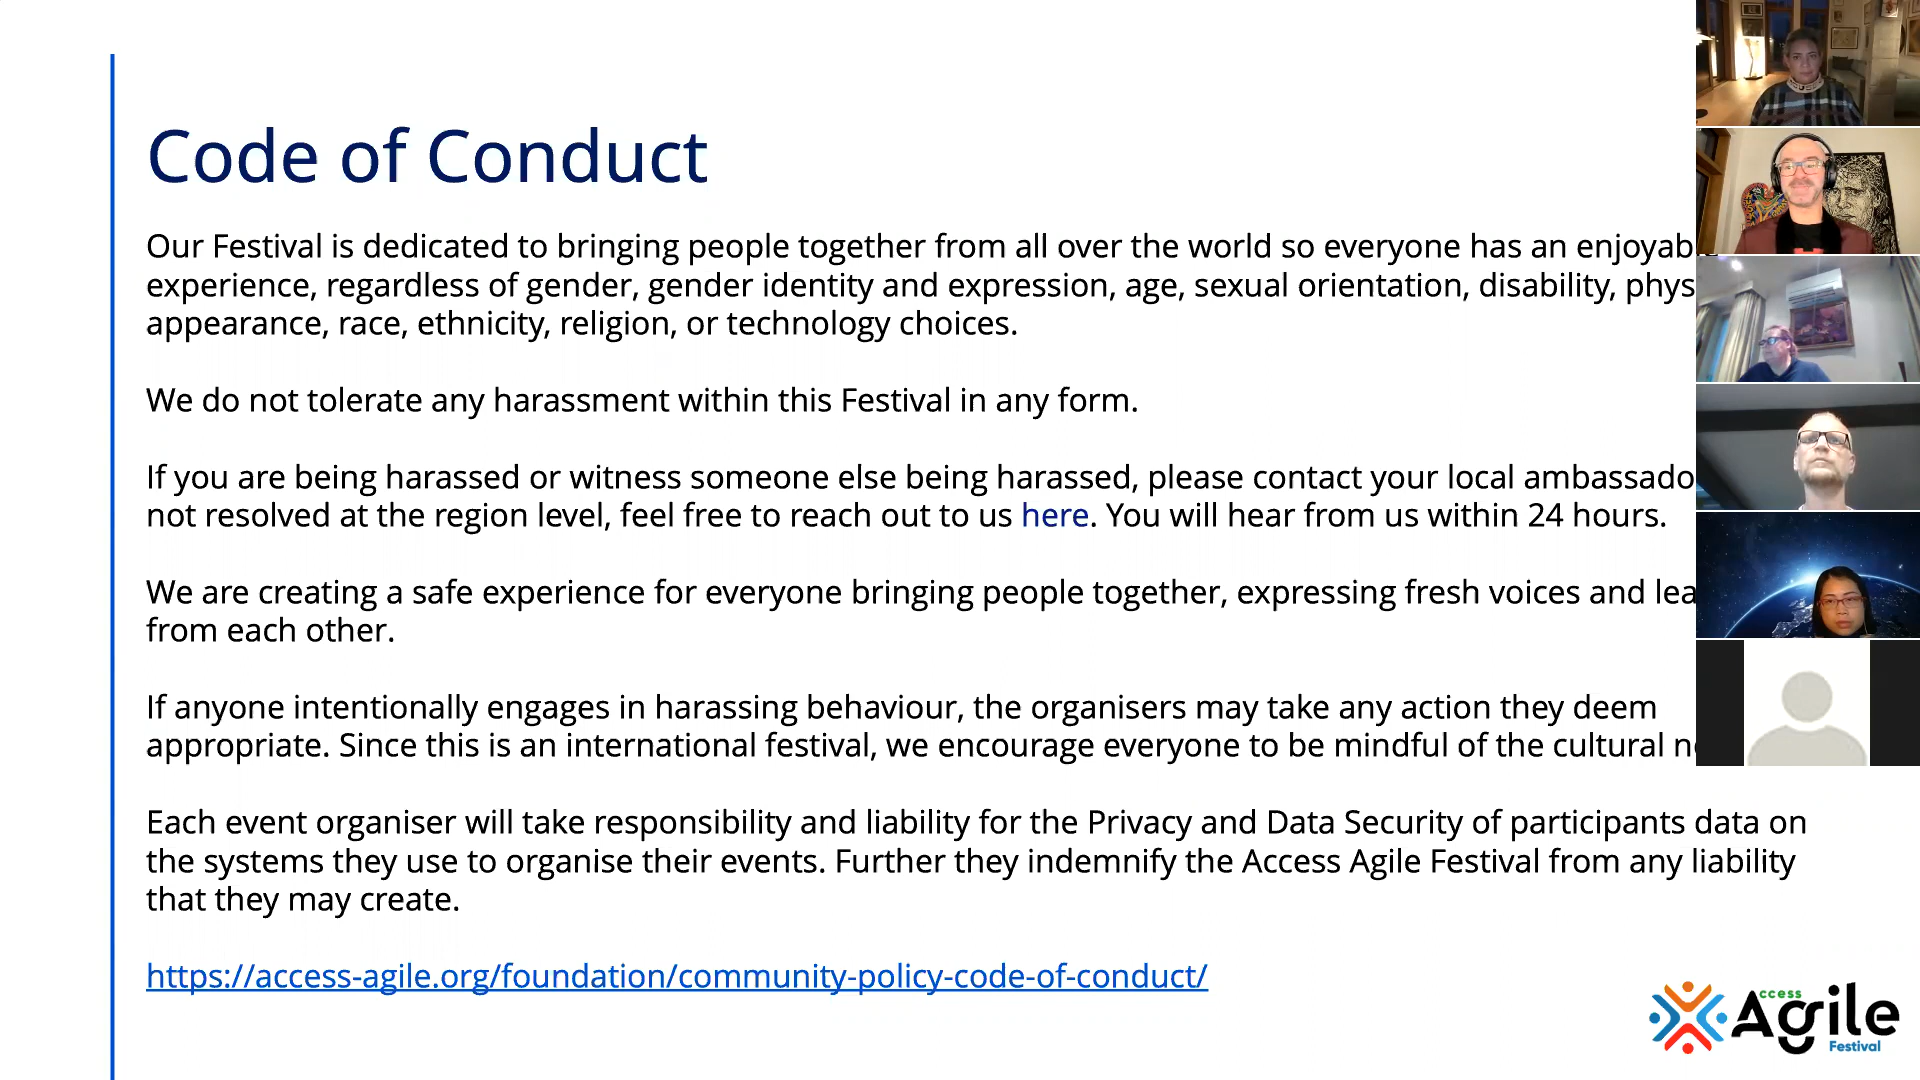 Code of Conduct
Our Festival is dedicated to bringing people together from all over the world so everyone has an
experience, regardless of gender, gender identity and expression, age, sexual orientation, disability,
appearance, race, ethnicity, religion, or technology choices.
We do not tolerate any harassment within this Festival in any form.
If you are being harassed or witness someone else being harassed, please contact your local
not resolved at the region level, feel free to reach out to us here. You will hear from us within 24 hours.
We are creating a safe experience for everyone bringing people together, expressing fresh voices and
from each other.
If anyone intentionally engages in harassing behaviour, the organisers may take any action they deem
appropriate. Since this is an international festival, we encourage everyone to be mindful of the cultural
Each event organiser will take responsibility and liability for the Privacy and Data Security of participants data on
the systems they use to organise their events. Further they indemnify the Access Agile Festival from any liability
that they may create.
https://access-agile.org/foundation/community-policy-code-of-conduct/
Access
Agile
Festival